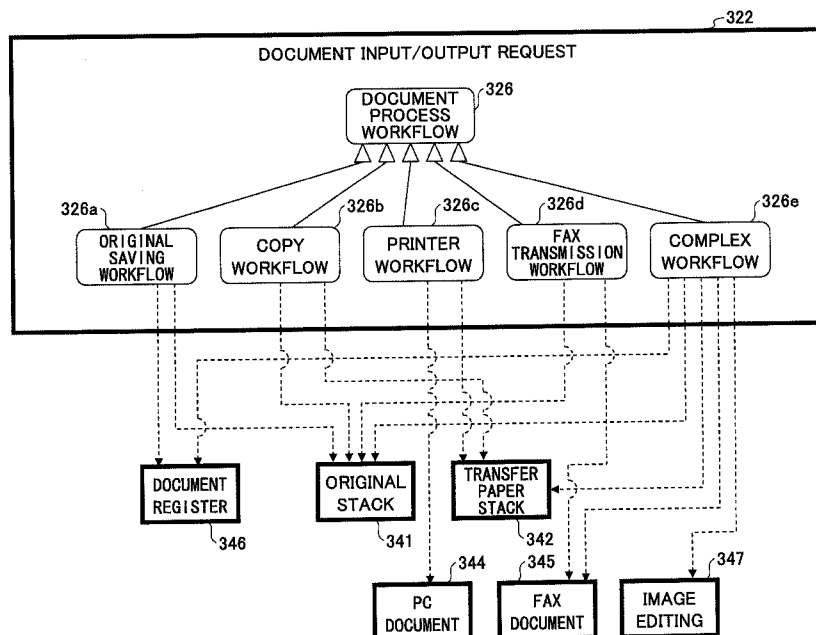 322
DOCUMENT INPUT/OUTPUT REQUEST
DOCUMENT
PROCESS
WORKFLOW
326
326a
326b
326c
326d
326e
ORIGINAL
SAVING
WORKFLOW
COPY
WORKFLOW
PRINTER
WORKFLOW
FAX
TRANSMISSION
WORKFLOW
COMPLEX
WORKFLOW
DOCUMENT
REGISTER
346
ORIGINAL
STACK
341
TRANSFER
PAPER
STACK
342
344
PC
DOCUMENT
345
FAX
DOCUMENT
347
IMAGE
EDITING